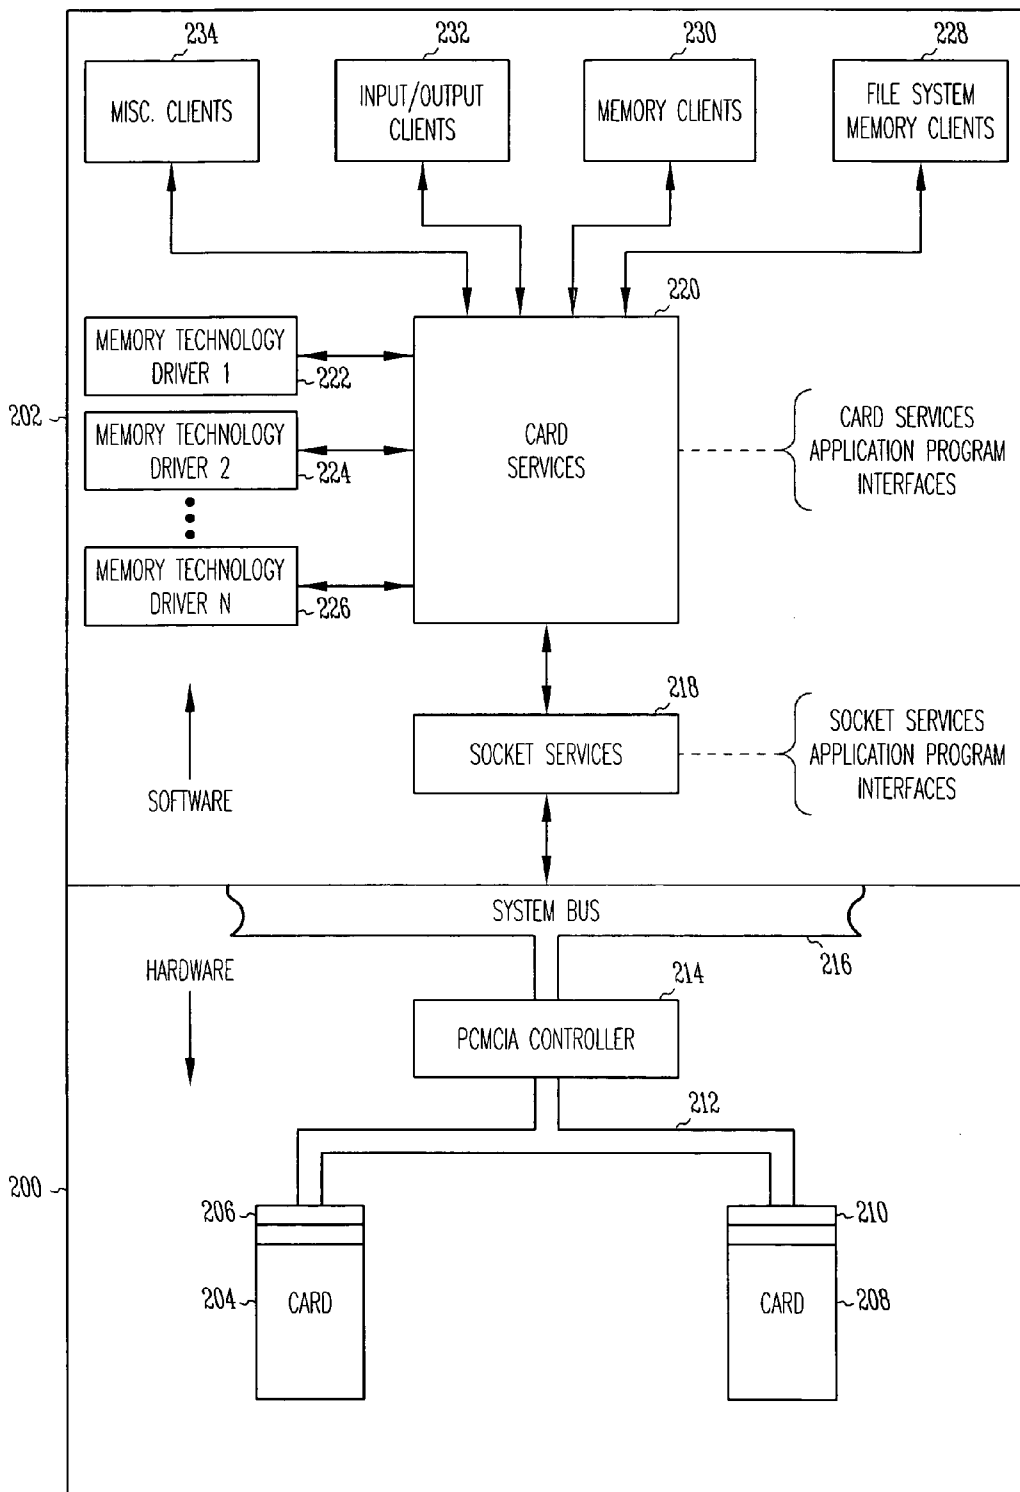 234
232
230
228
MISC. CLIENTS
INPUT/OUTPUT
CLIENTS
MEMORY CLIENTS
FILE SYSTEM
MEMORY CLIENTS
220
MEMORY TECHNOLOGY
DRIVER 1
222
202
MEMORY TECHNOLOGY
DRIVER 2
224
CARD
SERVICES
CARD SERVICES
APPLICATION PROGRAM
INTERFACES
MEMORY TECHNOLOGY
DRIVER N
226
218
SOCKET SERVICES
SOCKET SERVICES
APPLICATION PROGRAM
INTERFACES
SOFTWARE
SYSTEM BUS
216
HARDWARE
214
PCMCIA CONTROLLER
212
200
206
210
204
CARD
CARD
208